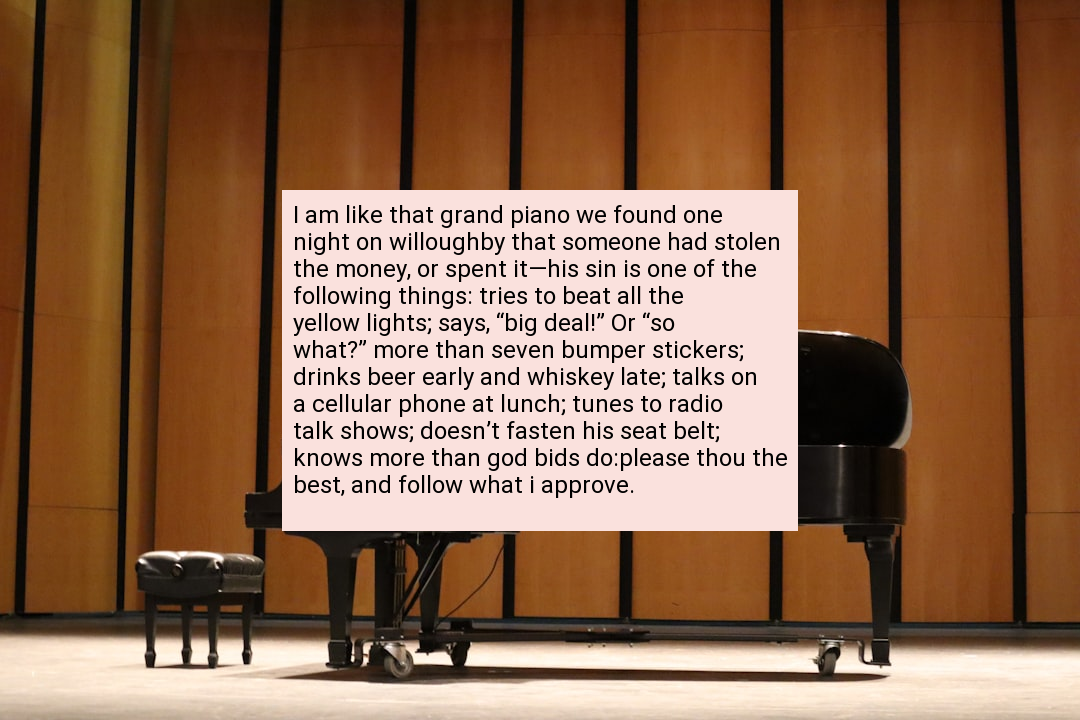 I am like that grand piano we found one
night on willoughby that someone had stolen
the money, or spent it—his sin is one of the
following things: tries to beat all the
yellow lights; says, “big deal!” Or “so
what?” more than seven bumper stickers;
drinks beer early and whiskey late; talks on
a cellular phone at lunch; tunes to radio
talk shows; doesn’t fasten his seat belt;
knows more than god bids do:please thou the
best, and follow what i approve.